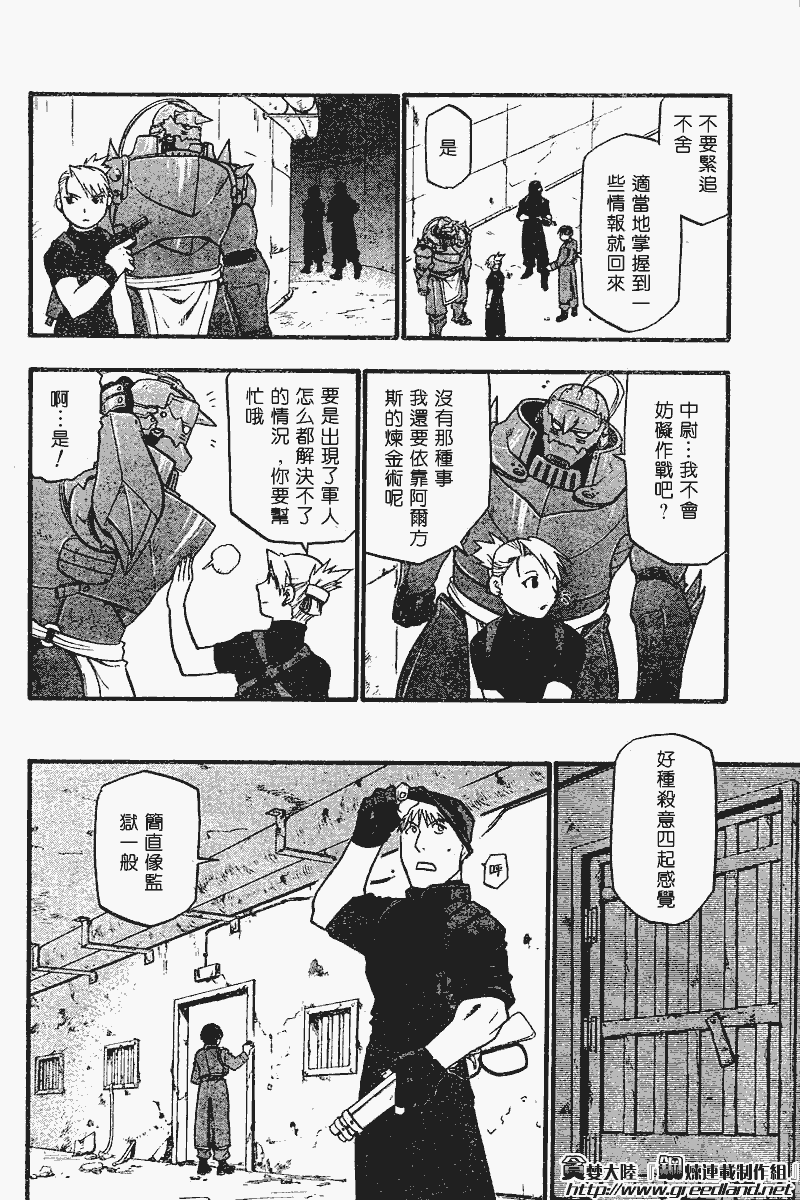 不要緊追
不舍
適當地掌握到一
些情報就回來
是
中尉…我不會
妨礙作戰吧?
沒有那種事
我還要依靠阿爾方
斯的煉金術呢
要是出現了軍人
怎么都解決不了
的情況,你要幫
忙哦
啊…是!
好種殺意四起感覺
呼
簡直像監
獄一般
貪婪大陸-「鋼煉連載制作組」
http://www.greedland.net/